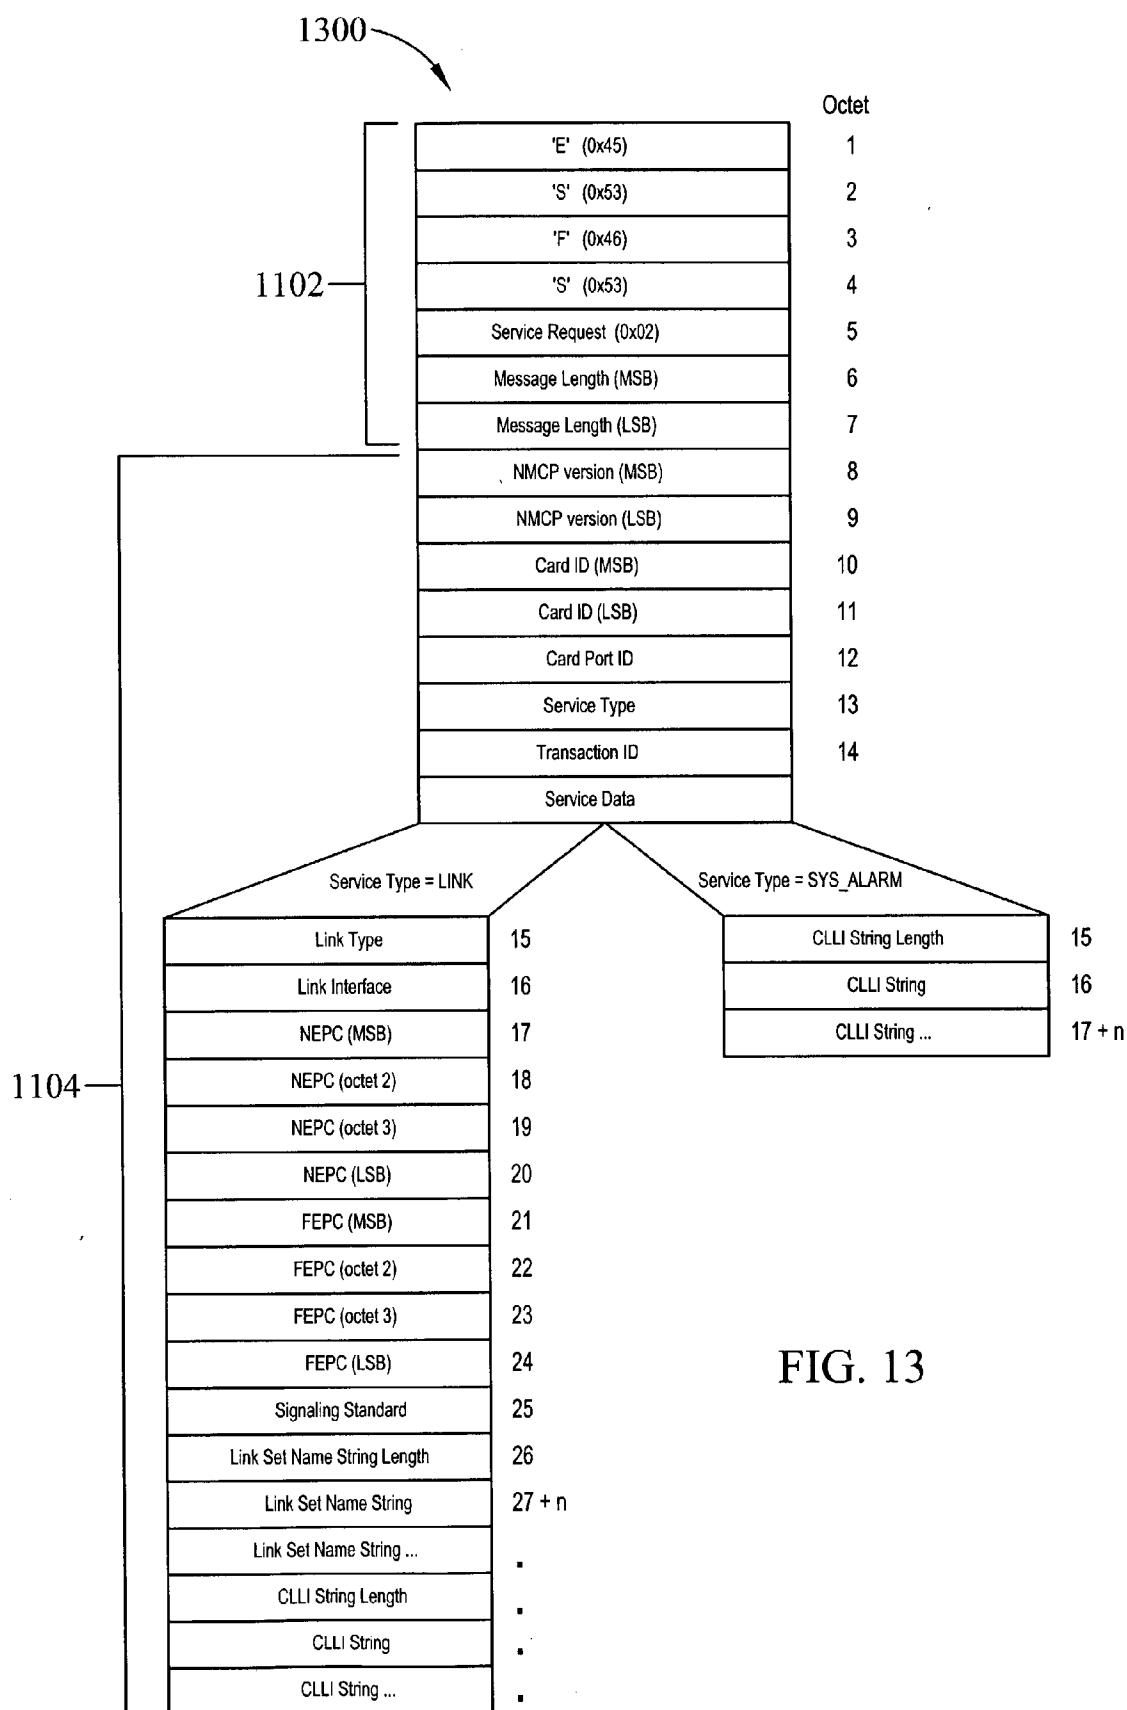 1300
Octet
'E' (0x45) 1
'S' (0x53) 2
'F' (0x46) 3
1102
'S' (0x53) 4
Service Request (0x02) 5
Message Length (MSB) 6
Message Length (LSB) 7
NMCP version (MSB) 8
NMCP version (LSB) 9
Card ID (MSB) 10
Card ID (LSB) 11
Card Port ID 12
Service Type 13
Transaction ID 14
Service Data
Service Type = LINK
Link Type 15
Link Interface 16
NEPC (MSB) 17
1104
NEPC (octet 2) 18
NEPC (octet 3) 19
NEPC (LSB) 20
FEPC (MSB) 21
FEPC (octet 2) 22
FEPC (octet 3) 23
FEPC (LSB) 24
Signaling Standard 25
Link Set Name String Length 26
Link Set Name String 27 + n
Link Set Name String ... .
CLLI String Length .
CLLI String .
CLLI String ... .
Service Type = SYS_ALARM
CLLI String Length 15
CLLI String 16
CLLI String ... 17 + n
FIG. 13